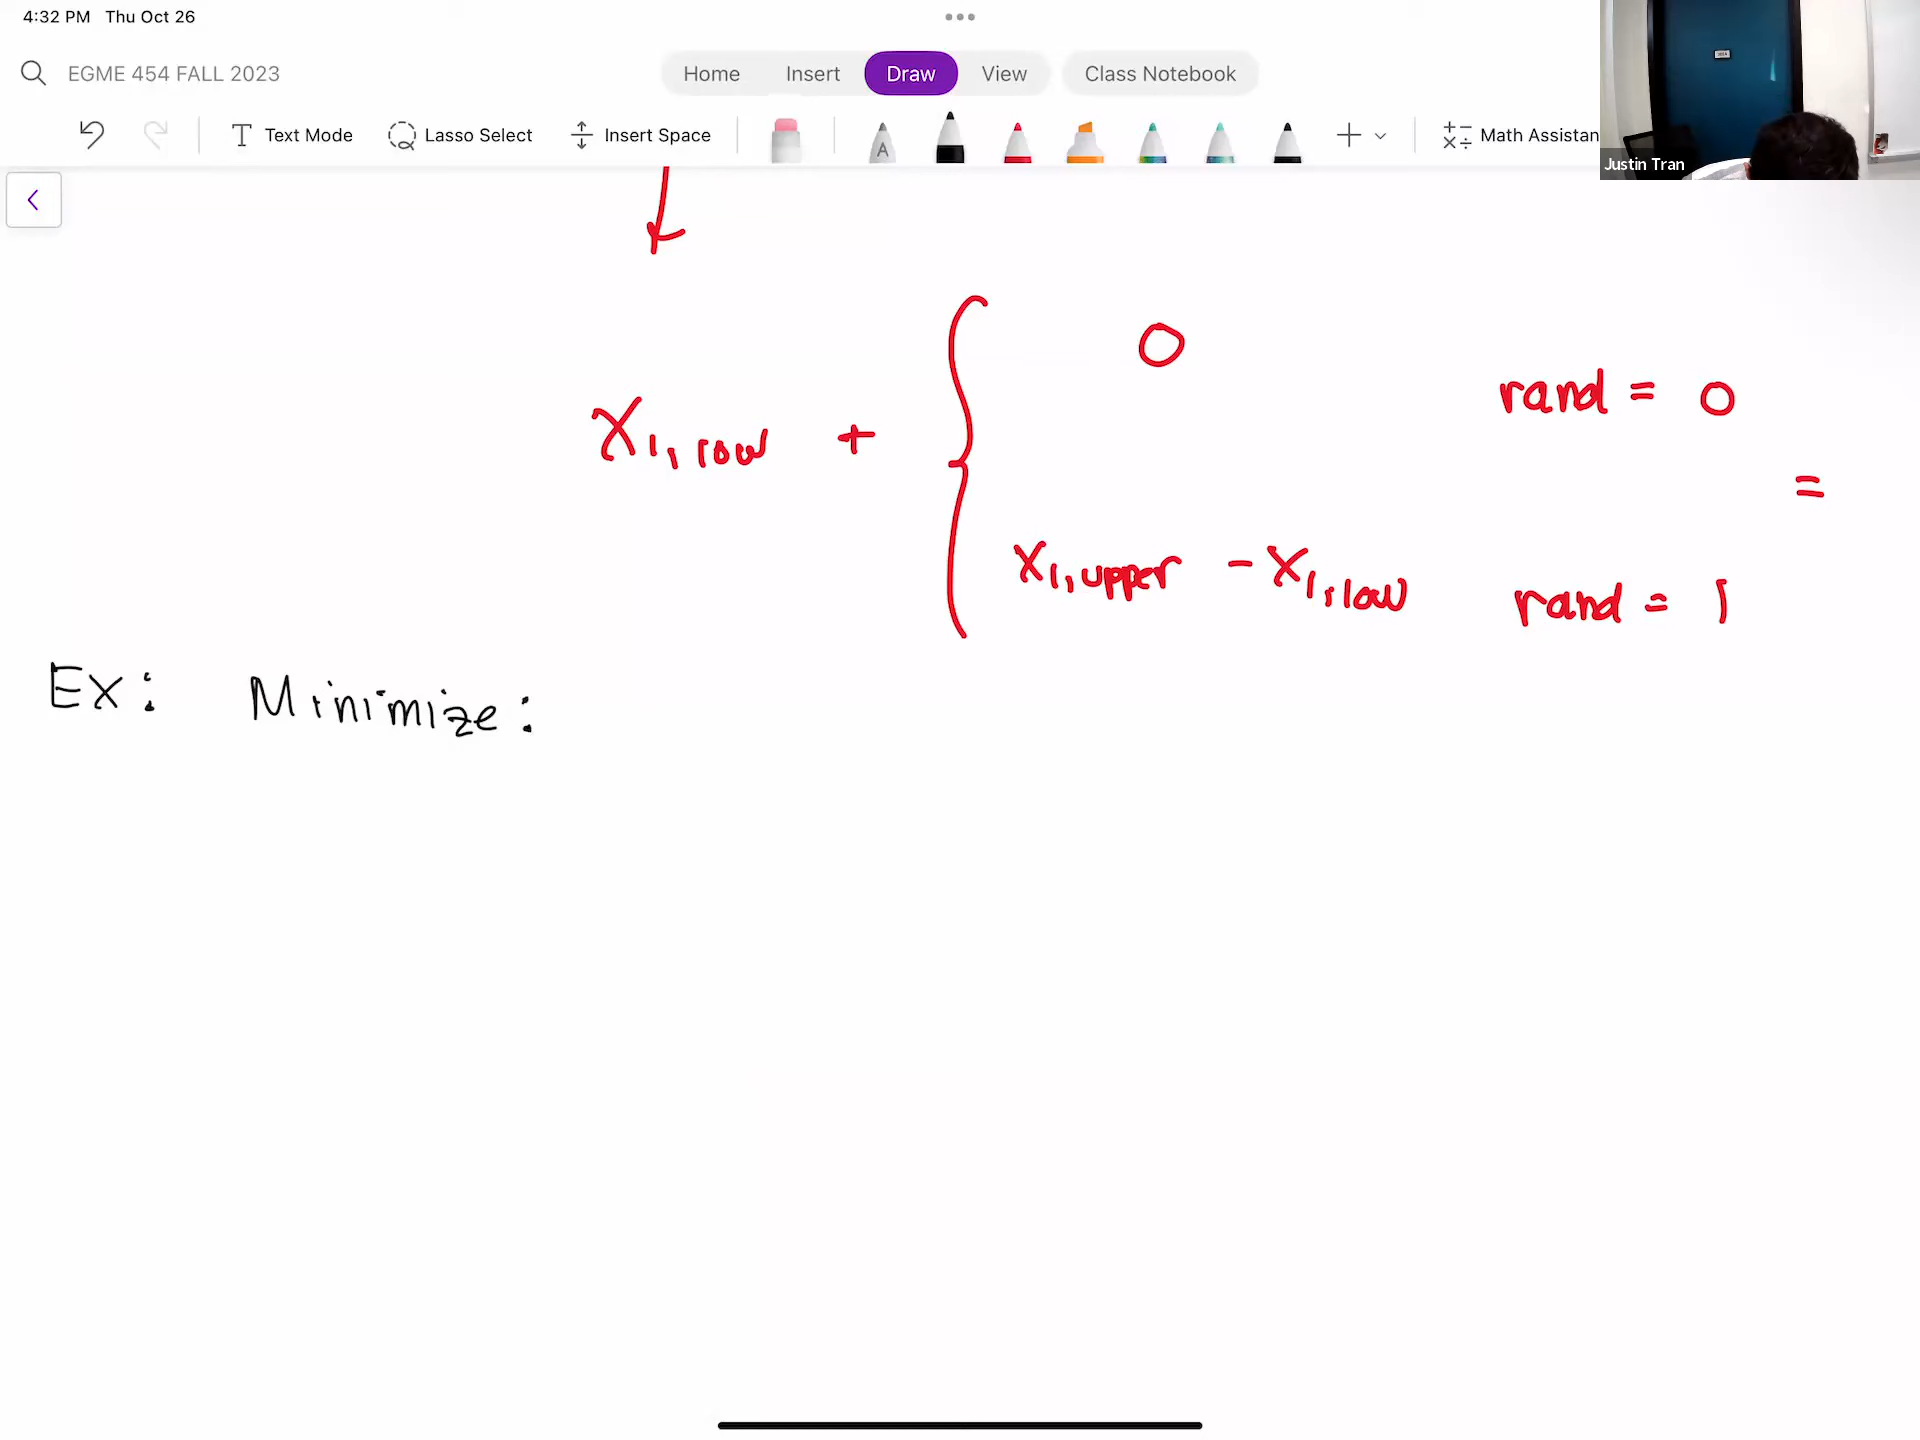 4:32 PM Thu Oct 26
EGME 454 FALL 2023
Home Insert Draw View Class Notebook
Text Mode Lasso Select Insert Space A Math Assistan
Justin Tran
0
rand = 0
x1, low +
=
x1, upper - x1, low rand = 1
Ex: Minimize: